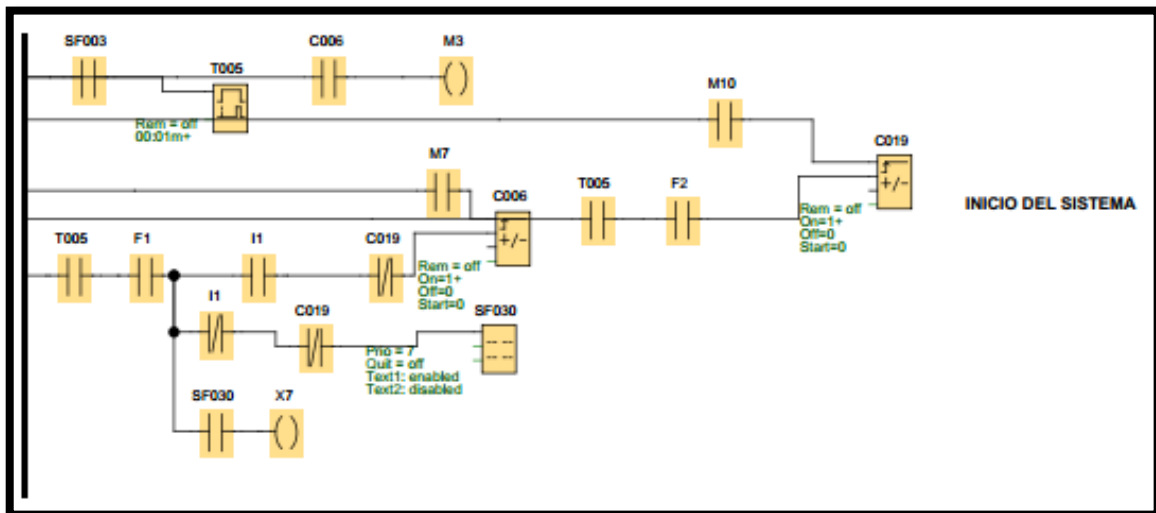 SF003
C006
M3
T005
Rem = off
00:01m+
M10
C019
+/-
Rem = off
On=1+
Off=0
Start=0
INICIO DEL SISTEMA
M7
C006
+/-
T005
F2
Rem = off
On=1+
Off=0
Start=0
T005
F1
I1
C019
I1
C019
SF030
Prio = 7
Quit = off
Text1: enabled
Text2: disabled
SF030
X7